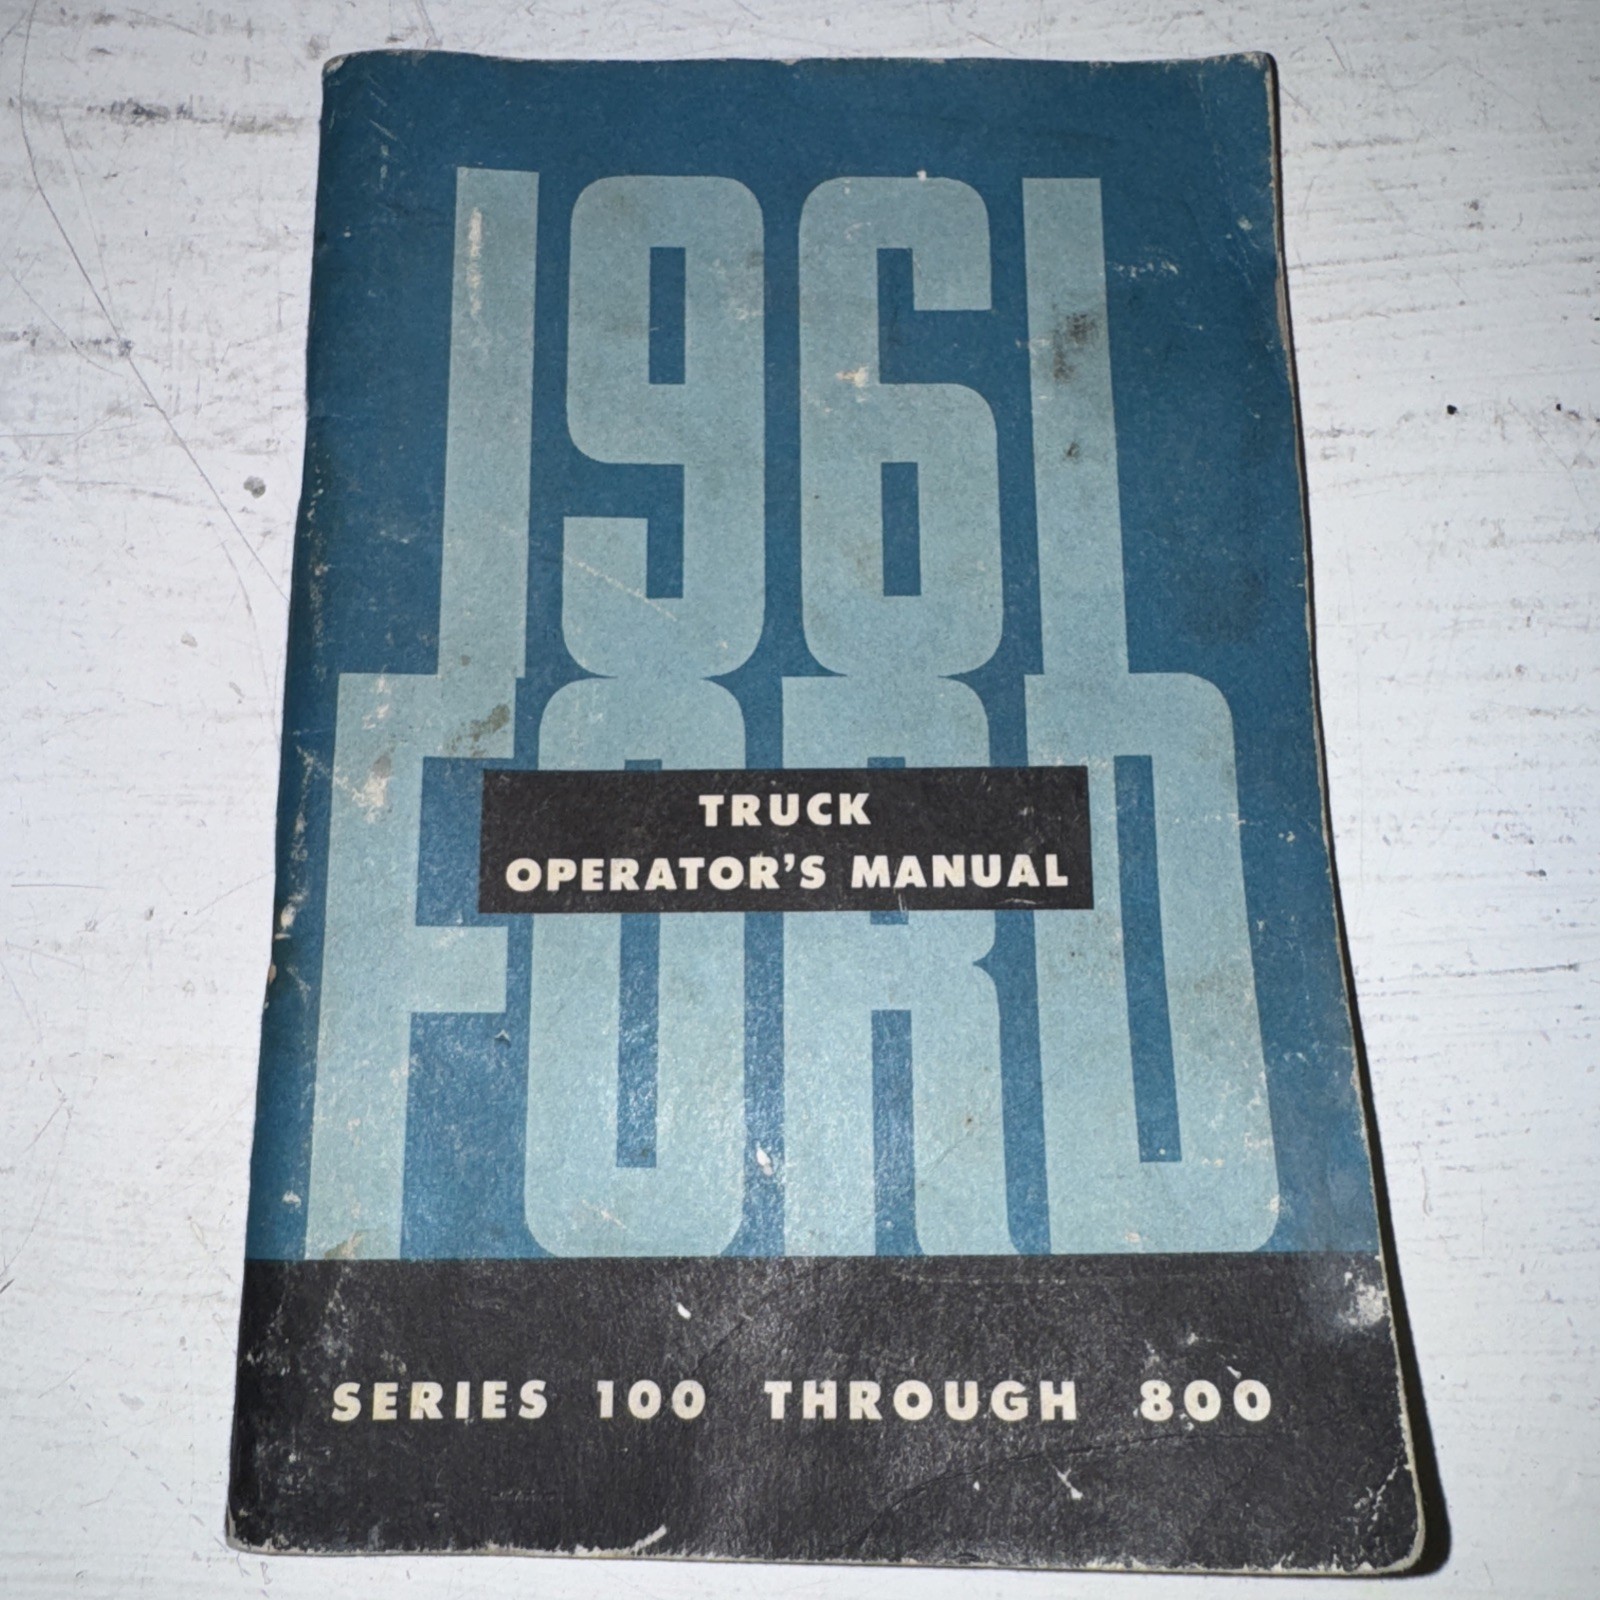 1961
FORD
TRUCK
OPERATOR'S MANUAL
SERIES 100 THROUGH 800